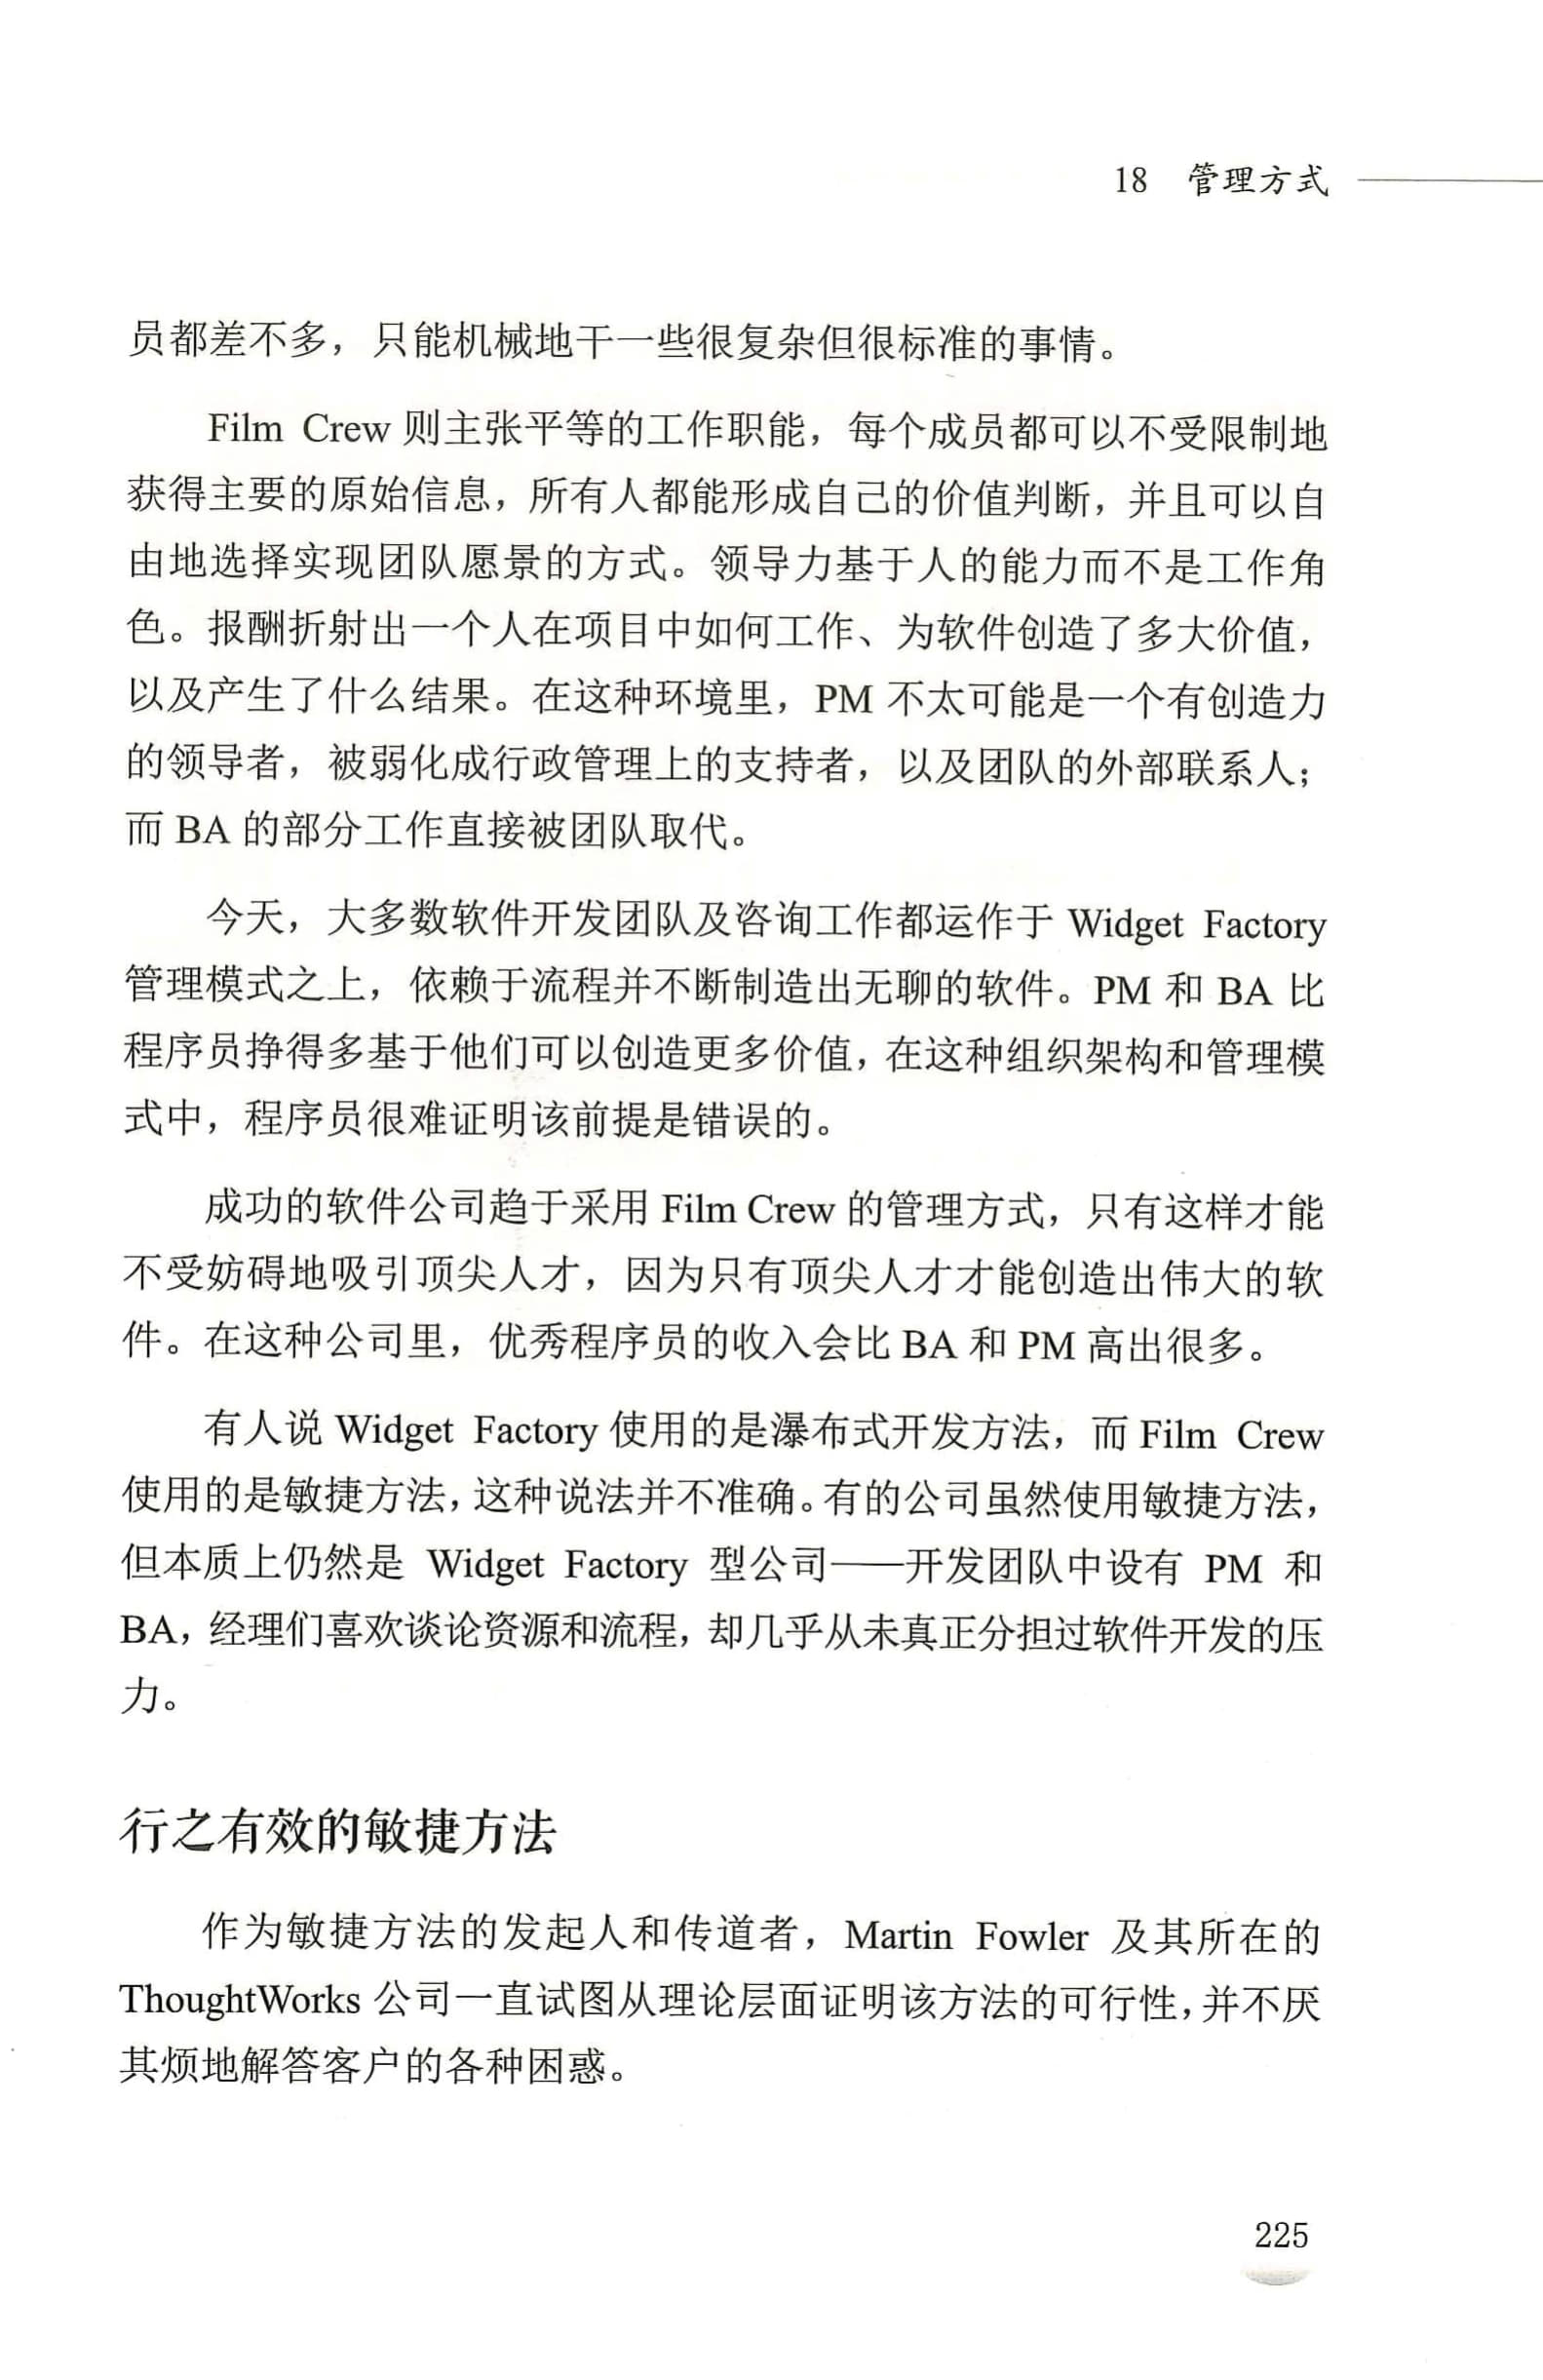 18 管理方式
员都差不多，只能机械地干一些很复杂但很标准的事情。
Film Crew 则主张平等的工作职能，每个成员都可以不受限制地
获得主要的原始信息，所有人都能形成自己的价值判断，并且可以自
由地选择实现团队愿景的方式。领导力基于人的能力而不是工作角
色。报酬折射出一个人在项目中如何工作、为软件创造了多大价值，
以及产生了什么结果。在这种环境里，PM 不太可能是一个有创造力
的领导者，被弱化成行政管理上的支持者，以及团队的外部联系人；
而 BA 的部分工作直接被团队取代。
今天，大多数软件开发团队及咨询工作都运作于 Widget Factory
管理模式之上，依赖于流程并不断制造出无聊的软件。PM 和 BA 比
程序员挣得多基于他们可以创造更多价值，在这种组织架构和管理模
式中，程序员很难证明该前提是错误的。
成功的软件公司趋于采用 Film Crew 的管理方式，只有这样才能
不受妨碍地吸引顶尖人才，因为只有顶尖人才才能创造出伟大的软
件。在这种公司里，优秀程序员的收入会比 BA 和 PM 高出很多。
有人说 Widget Factory 使用的是瀑布式开发方法，而 Film Crew
使用的是敏捷方法，这种说法并不准确。有的公司虽然使用敏捷方法，
但本质上仍然是 Widget Factory 型公司——开发团队中设有 PM 和
BA，经理们喜欢谈论资源和流程，却几乎从未真正分担过软件开发的压
力。
行之有效的敏捷方法
作为敏捷方法的发起人和传道者，Martin Fowler 及其所在的
ThoughtWorks 公司一直试图从理论层面证明该方法的可行性，并不厌
其烦地解答客户的各种困惑。
225